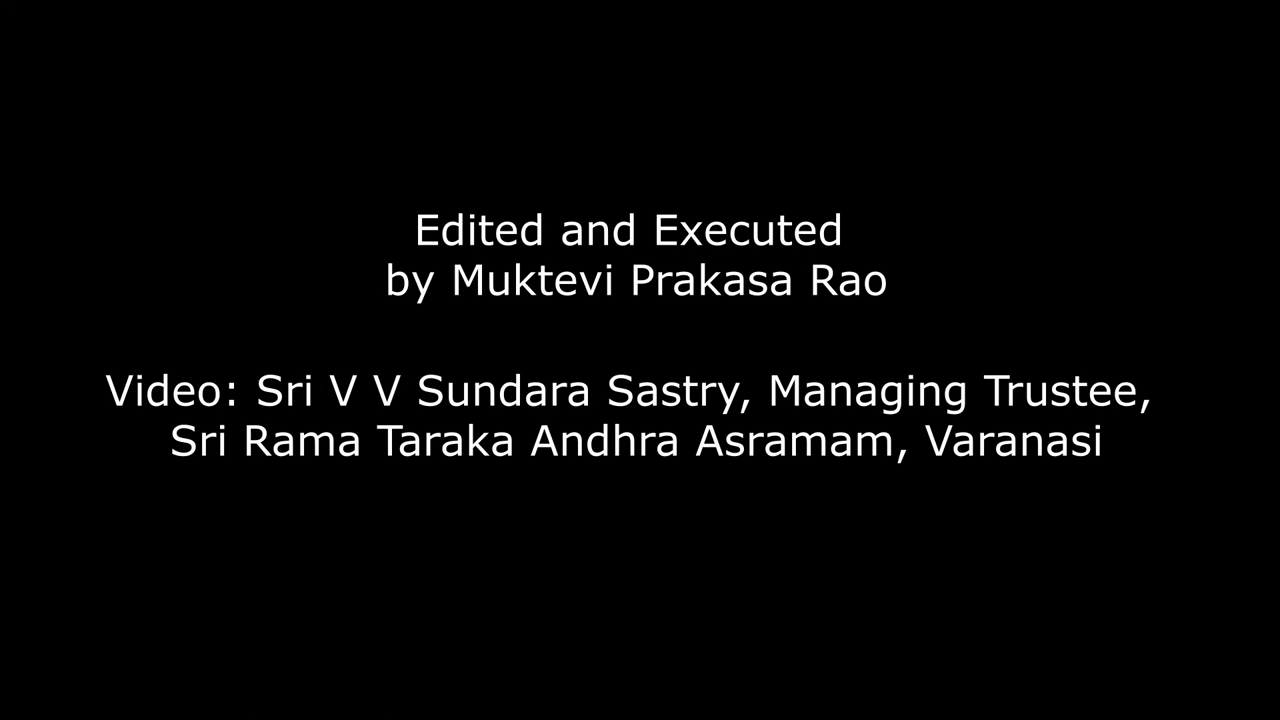 Edited and Executed
by Muktevi Prakasa Rao
Video: Sri V V Sundara Sastry, Managing Trustee,
Sri Rama Taraka Andhra Asramam, Varanasi